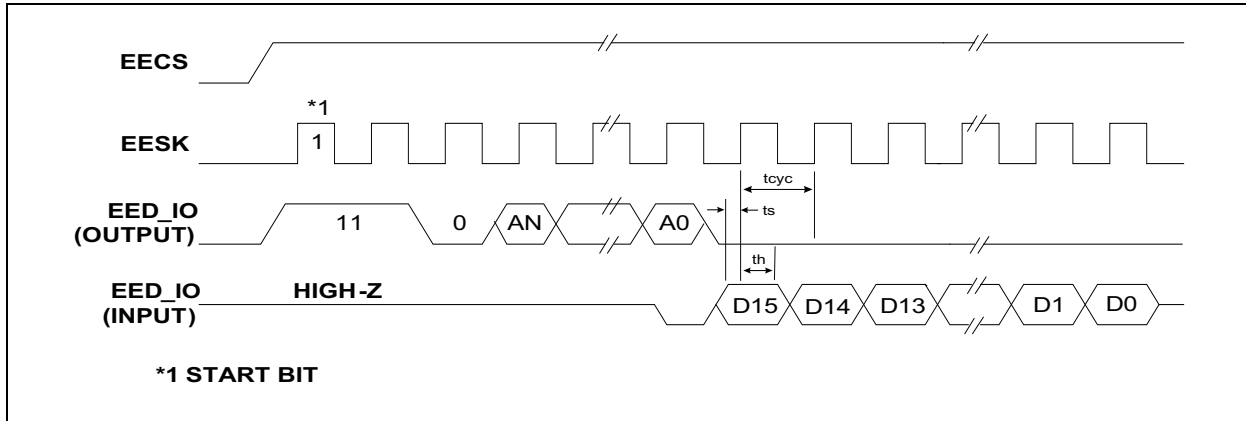 EECS
*1
EESK
1
tcyc
ts
EED_IO
(OUTPUT)
11
0
AN
A0
th
EED_IO
(INPUT)
HIGH-Z
D15
D14
D13
D1
D0
*1 START BIT